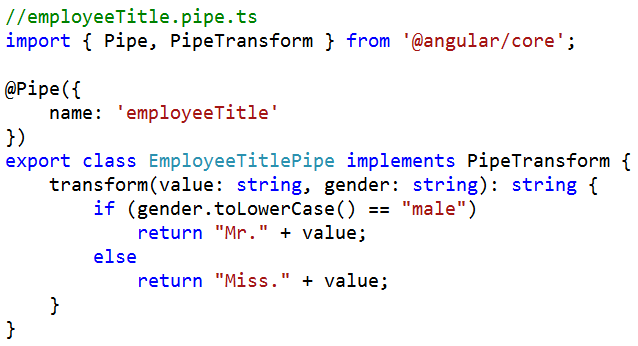 //employeeTitle.pipe.ts
import { Pipe, PipeTransform } from '@angular/core';

@Pipe({
    name: 'employeeTitle'
})
export class EmployeeTitlePipe implements PipeTransform {
    transform(value: string, gender: string): string {
        if (gender.toLowerCase() == "male")
            return "Mr." + value;
        else
            return "Miss." + value;
    }
}